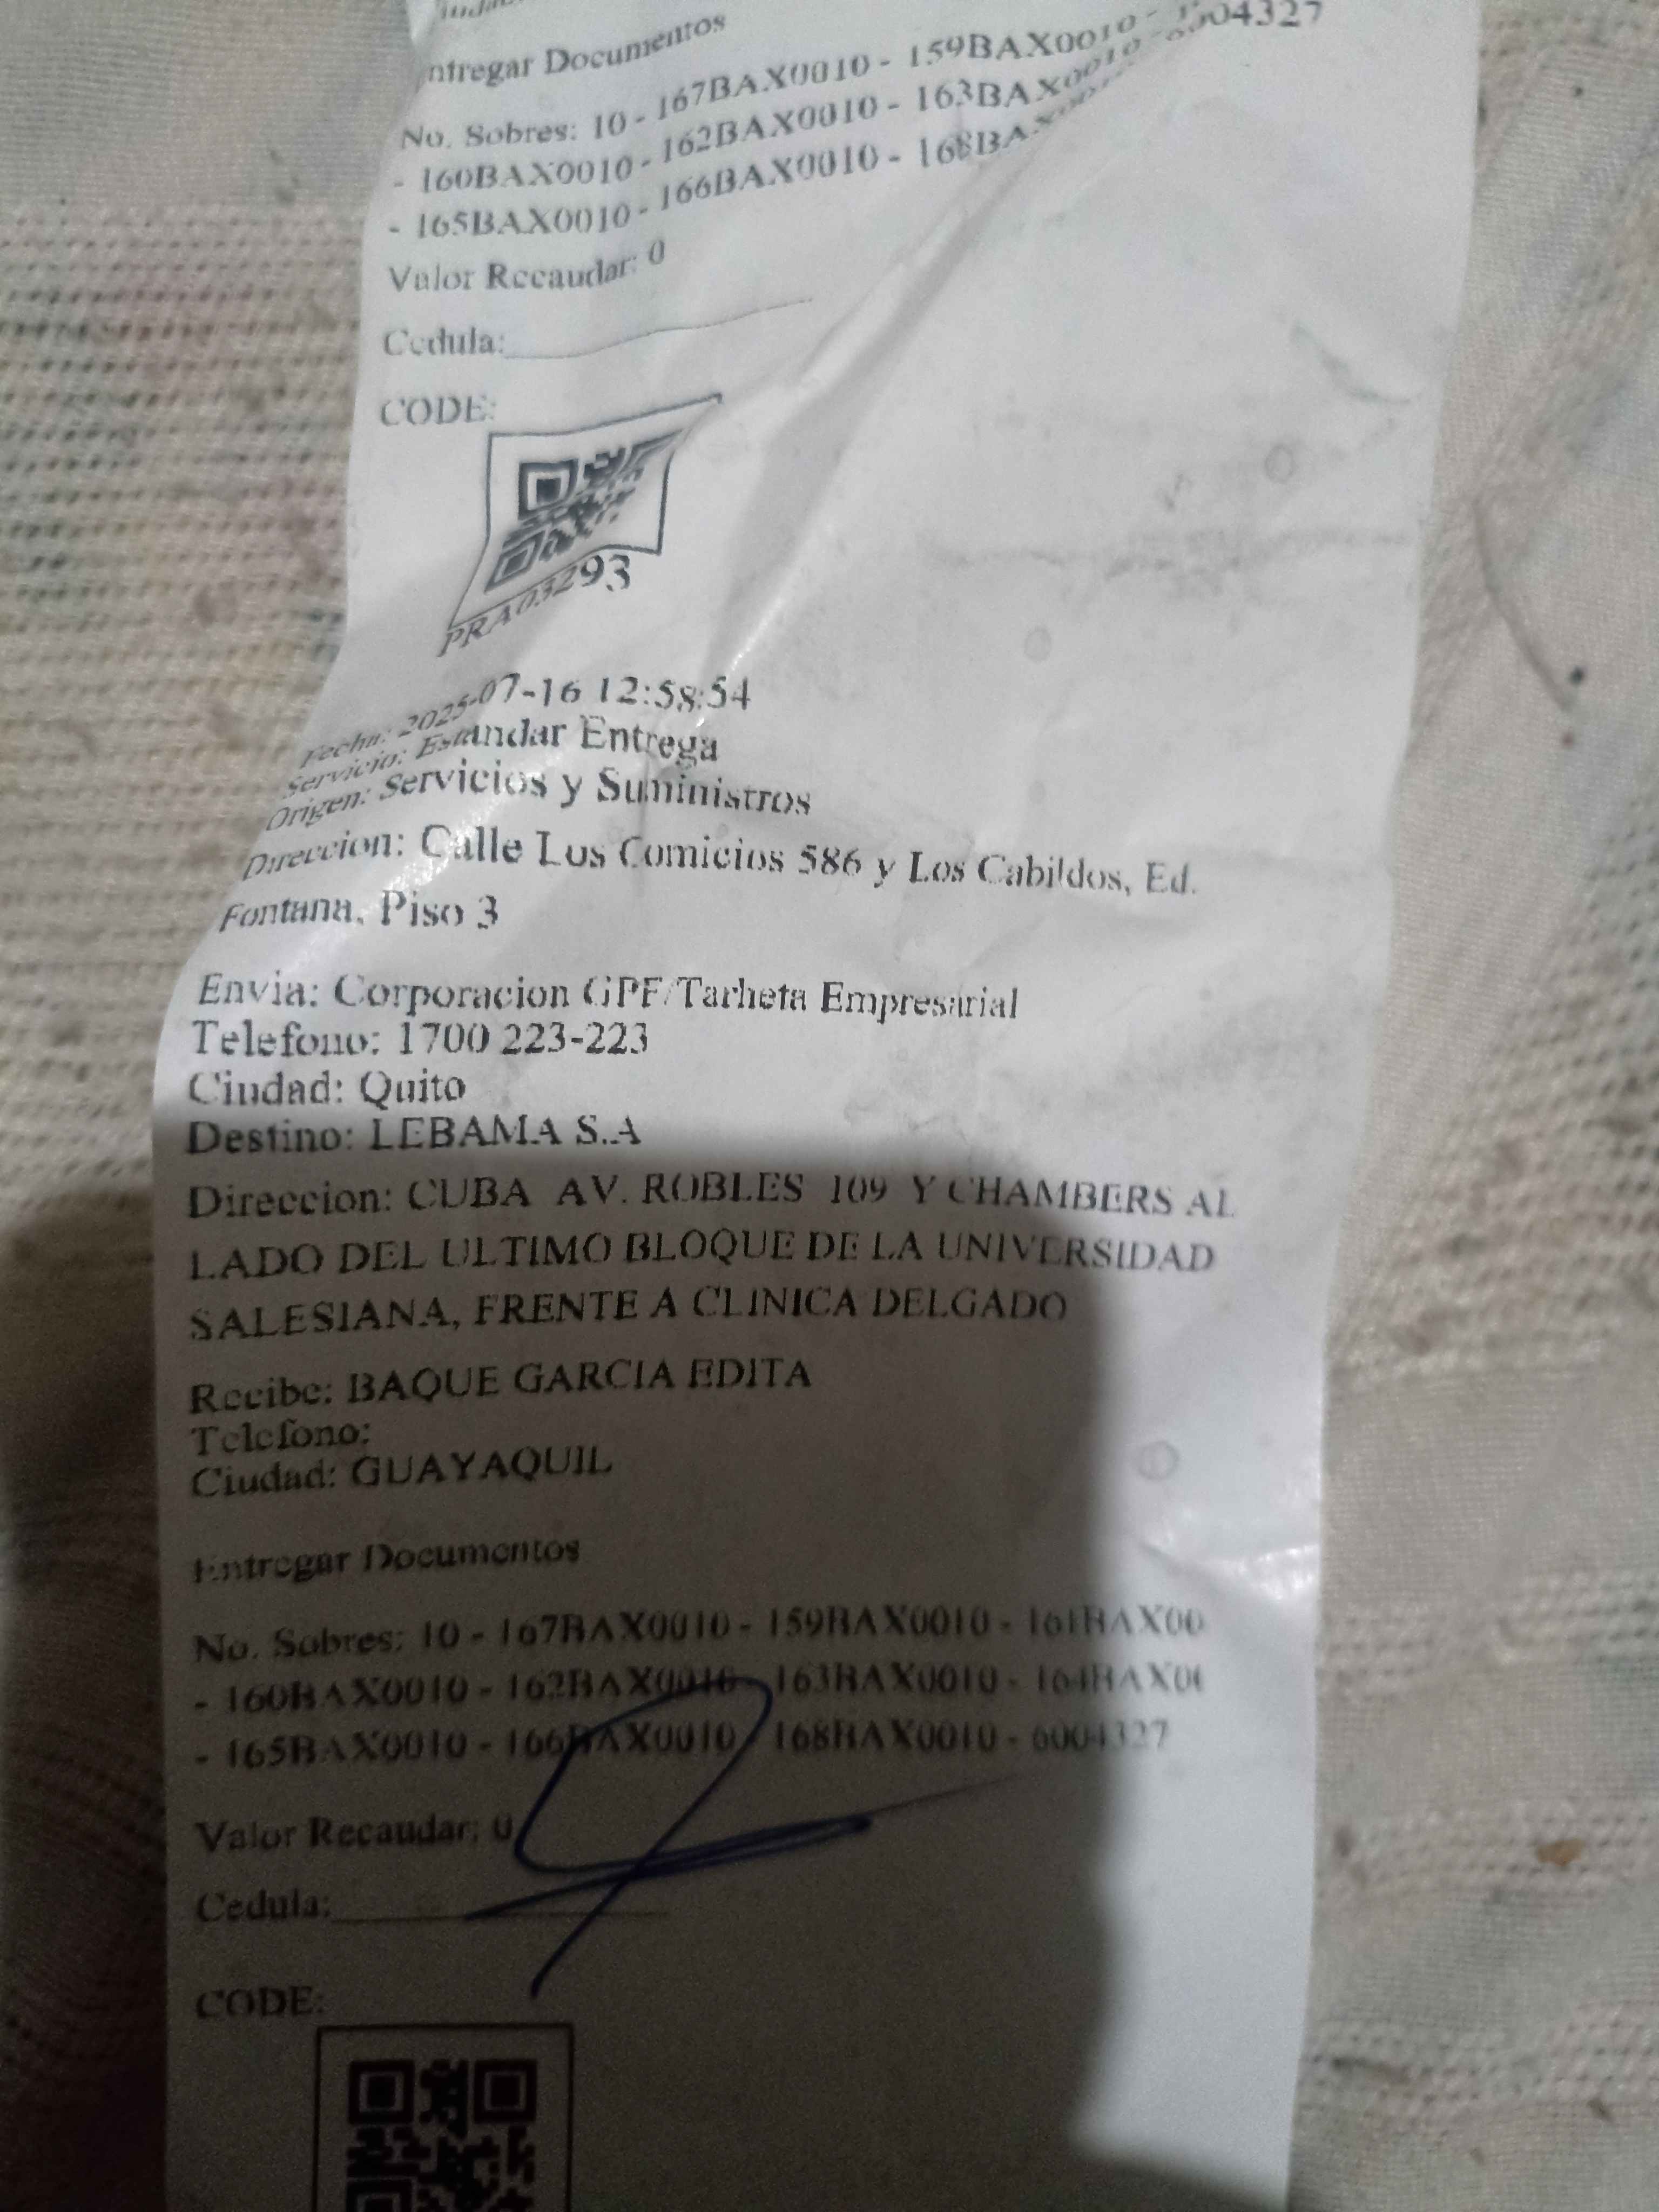 ntregar Documentos
No. Sobres: 10 - 167BAX0010 - 159BAX0010 -
- 160BAX0010 - 162BAX0010 - 163BAX0010 - 6004327
- 165BAX0010 - 166BAX0010 - 168BAX0010
Valor Recaudar: 0
Cedula:
CODE:
PRA03293
Fecha: 2025-07-16 12:58:54
Servicio: Estandar Entrega
Origen: Servicios y Suministros
Direccion: Calle Los Comicios 586 y Los Cabildos, Ed.
Fontana, Piso 3
Envia: Corporacion GPF/Tarheta Empresarial
Telefono: 1700 223-223
Ciudad: Quito
Destino: LEBAMA S.A
Direccion: CUBA AV. ROBLES 109 Y CHAMBERS AL
LADO DEL ULTIMO BLOQUE DE LA UNIVERSIDAD
SALESIANA, FRENTE A CLINICA DELGADO
Recibe: BAQUE GARCIA EDITA
Telefono:
Ciudad: GUAYAQUIL
Entregar Documentos
No. Sobres: 10 - 167BAX0010 - 159BAX0010 - 161BAX00
- 160BAX0010 - 162BAX0010 - 163BAX0010 - 164BAX00
- 165BAX0010 - 166BAX0010 - 168BAX0010 - 6004327
Valor Recaudar: 0
Cedula:
CODE: